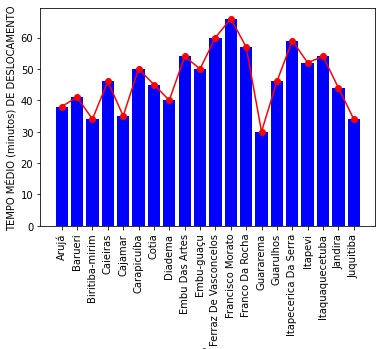 TEMPO MÉDIO (minutos) DE DESLOCAMENTO
60
50
40
30
20
10
0
Arujá
Barueri
Biritiba-mirim
Caieiras
Cajamar
Carapicuíba
Cotia
Diadema
Embu Das Artes
Embu-guaçu
Ferraz De Vasconcelos
Francisco Morato
Franco Da Rocha
Guararema
Guarulhos
Itapecerica Da Serra
Itapevi
Itaquaquecetuba
Jandira
Juquitiba